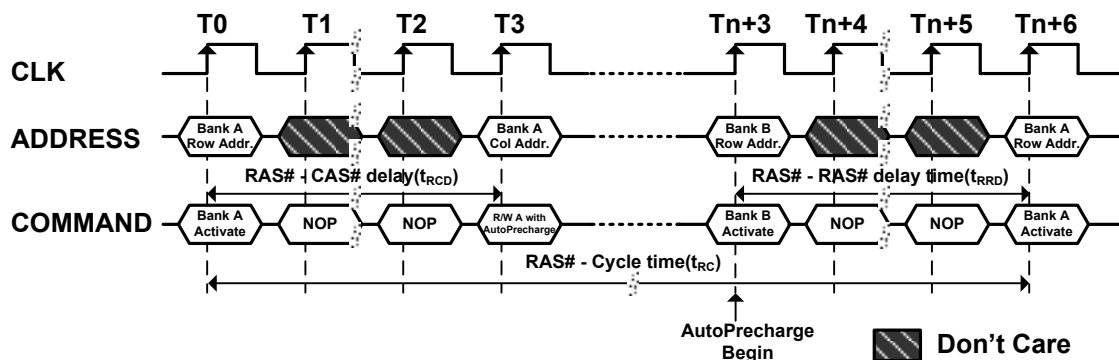 T0 T1 T2 T3 Tn+3 Tn+4 Tn+5 Tn+6
CLK
ADDRESS
Bank A
Row Addr.
Bank A
Col Addr.
Bank B
Row Addr.
Bank A
Row Addr.
RAS# - CAS# delay(tRCD)
RAS# - RAS# delay time(tRRD)
COMMAND
Bank A
Activate
NOP
NOP
R/W A with
AutoPrecharge
Bank B
Activate
NOP
NOP
Bank A
Activate
RAS# - Cycle time(tRC)
AutoPrecharge
Begin
Don't Care